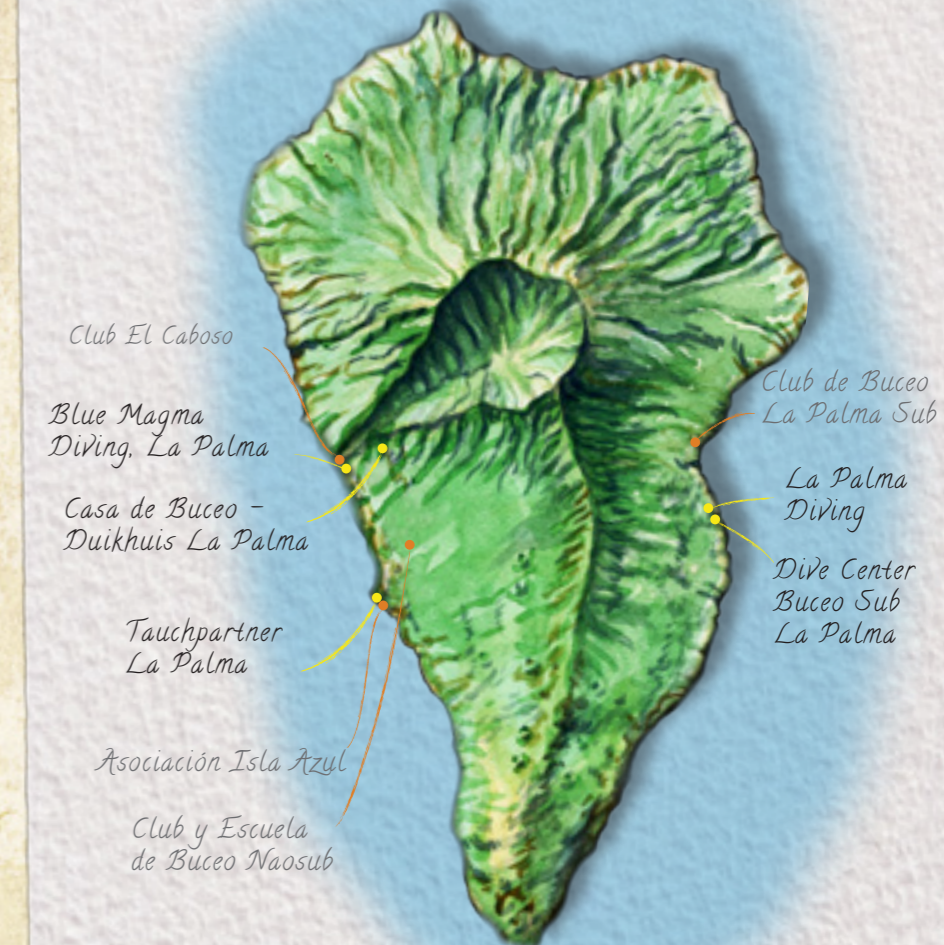 Club El Caboso
Blue Magma
Diving, La Palma
Casa de Buceo -
Duikhuis La Palma
Tauchpartner
La Palma
Asociación Isla Azul
Club y Escuela
de Buceo Naosub
Club de Buceo
La Palma Sub
La Palma
Diving
Dive Center
Buceo Sub
La Palma